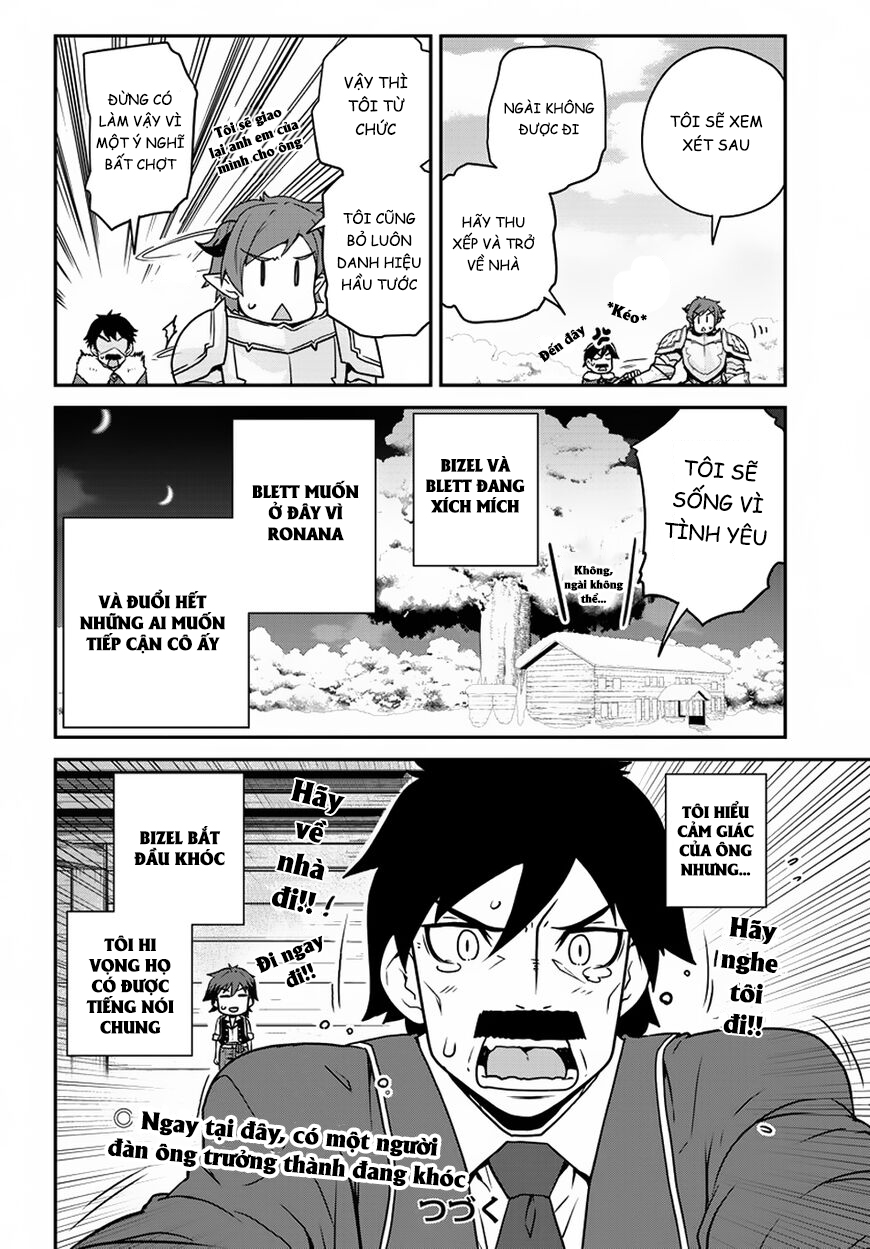 TÔI SẼ XEM
XÉT SAU
NGÀI KHÔNG
ĐƯỢC ĐI
HÃY THU
XẾP VÀ TRỞ
VỀ NHÀ
*Kéo*
Đến đây
VẬY THÌ
TÔI TỪ
CHỨC
TÔI CŨNG
BỎ LUÔN
DANH HIỆU
HẦU TƯỚC
Tôi sẽ giao
lại anh em của
mình cho ông
ĐỪNG CÓ
LÀM VẬY VÌ
MỘT Ý NGHĨ
BẤT CHỢT
TÔI SẼ
SỐNG VÌ
TÌNH YÊU
Không,
ngài không
thể...
BIZEL VÀ
BLETT ĐANG
XÍCH MÍCH
BLETT MUỐN
Ở ĐÂY VÌ
RONANA
VÀ ĐUỔI HẾT
NHỮNG AI MUỐN
TIẾP CẬN CÔ ẤY
TÔI HIỂU
CẢM GIÁC
CỦA ÔNG
NHƯNG...
Hãy
nghe
tôi
đi!!
Hãy
về
nhà
đi!!
BIZEL BẮT
ĐẦU KHÓC
Đi ngay
đi!!
TÔI HI
VỌNG HỌ
CÓ ĐƯỢC
TIẾNG NÓI
CHUNG
Ngay tại đây, có một người
đàn ông trưởng thành đang khóc
つづく